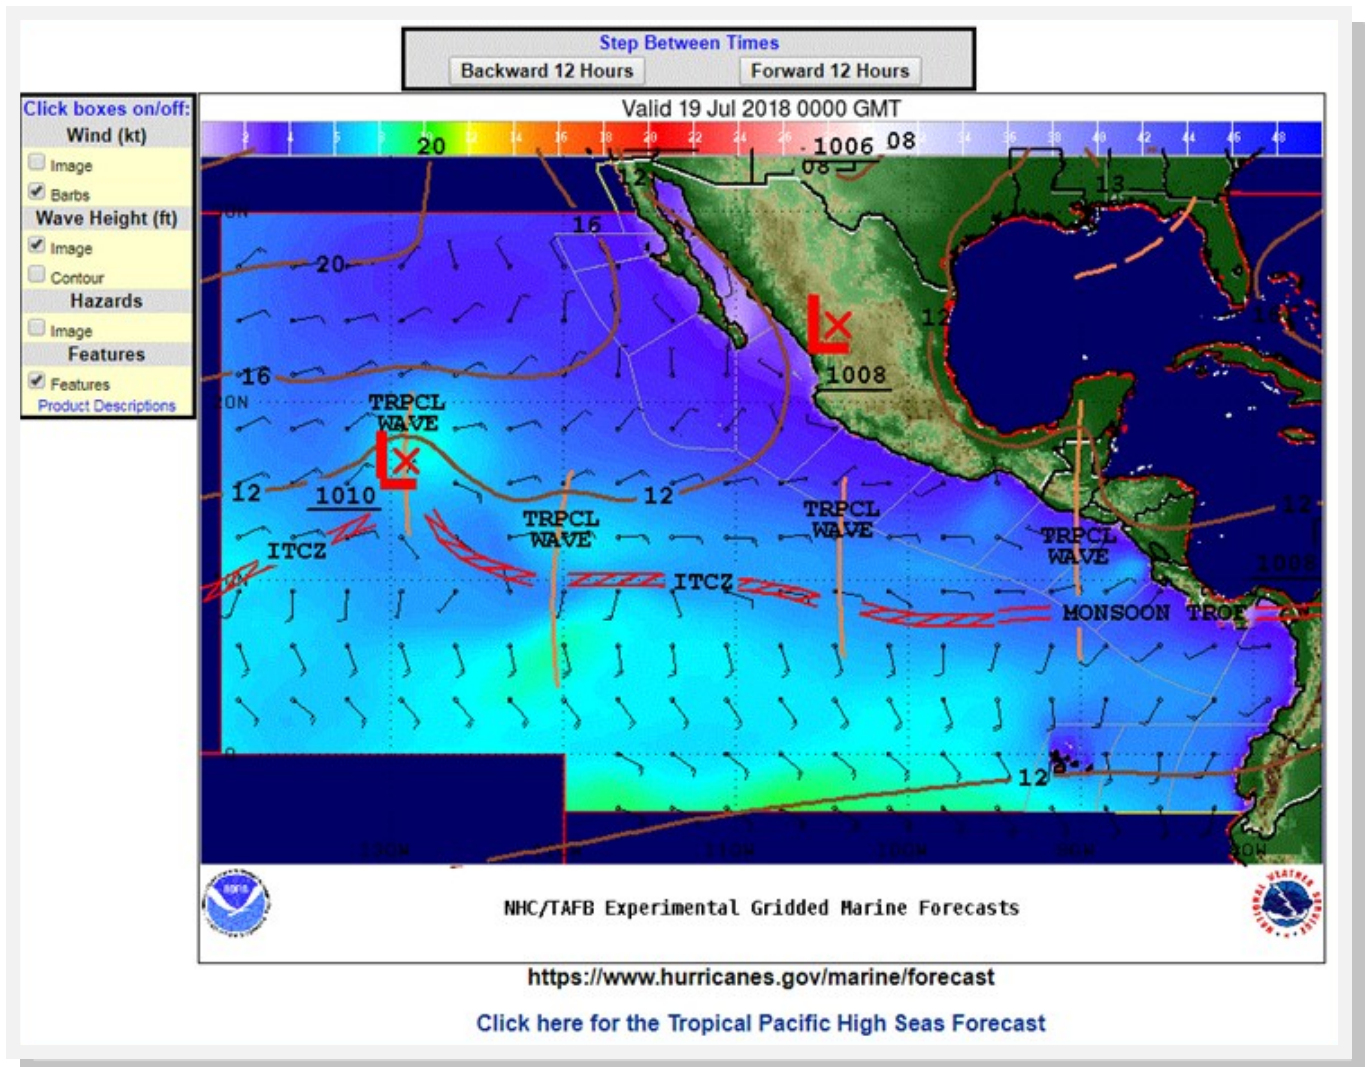 Step Between Times
Backward 12 Hours Forward 12 Hours
Click boxes on/off:
Wind (kt)
Image
Barbs
Wave Height (ft)
Image
Contour
Hazards
Image
Features
Features
Product Descriptions
Valid 19 Jul 2018 0000 GMT
20 1006 08
08
12
13
16
20
12
16
1008
TRPCL
WAVE
12
1010
12
TRPCL
WAVE
TRPCL
WAVE
TRPCL
WAVE
12
ITCZ
ITCZ
1008
MONSOON TROF
12
NHC/TAFB Experimental Gridded Marine Forecasts
https://www.hurricanes.gov/marine/forecast
Click here for the Tropical Pacific High Seas Forecast